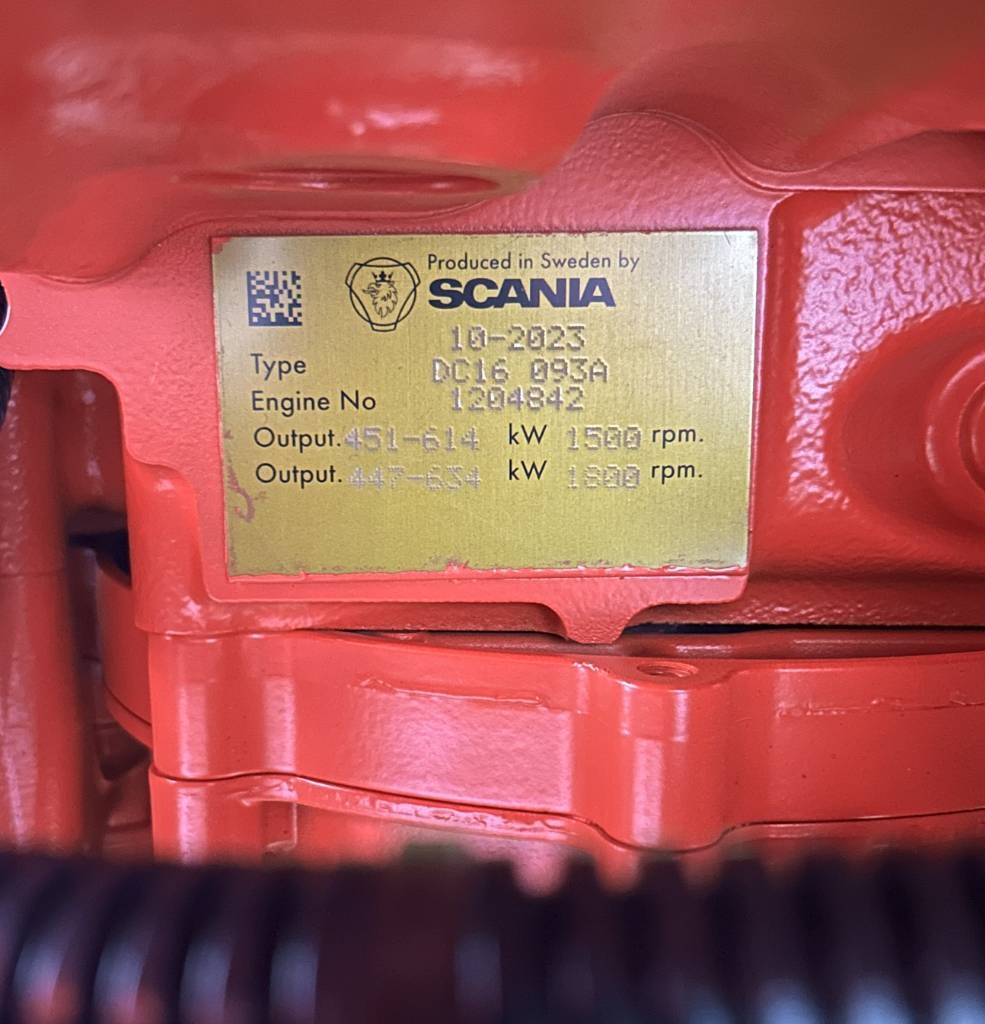 Produced in Sweden by
SCANIA
10-2023
Type DC16 093A
Engine No 1204842
Output. 451-614 kW 1500 rpm.
Output. 447-634 kW 1800 rpm.